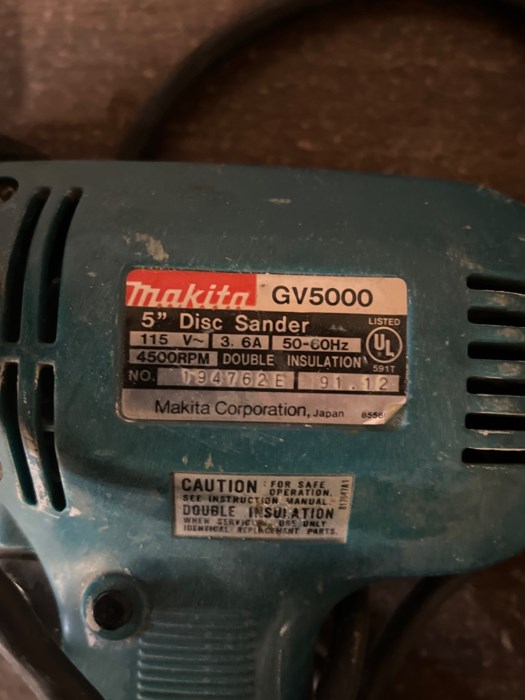 makita GV5000
5" Disc Sander
LISTED
115 V~ 3.6A 50-60Hz
UL
4500RPM DOUBLE INSULATION
591T
NO. 194762E 91.12
Makita Corporation, Japan
CAUTION : FOR SAFE
OPERATION,
SEE INSTRUCTION MANUAL.
DOUBLE INSULATION
WHEN SERVICING USE ONLY
IDENTICAL REPLACEMENT PARTS.